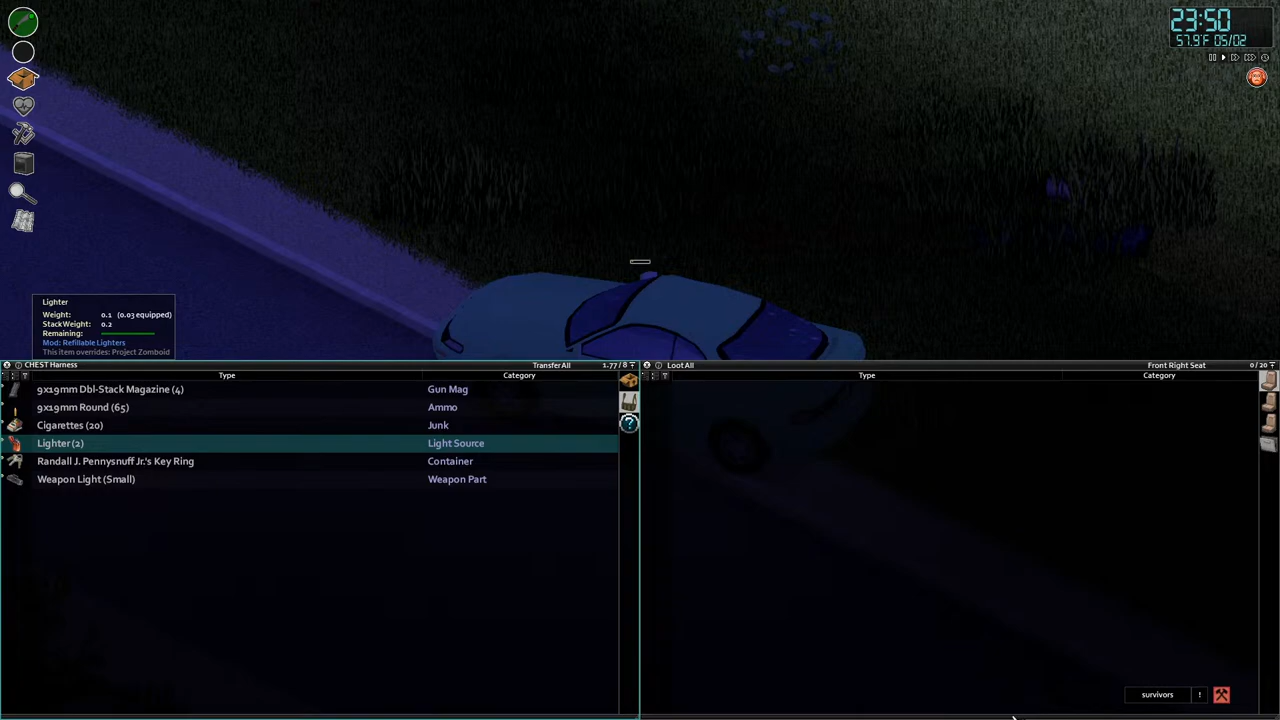 23:50
57.9°F 05/02
Lighter
Weight: 0.1 (0.03 equipped)
StackWeight: 0.2
Remaining:
Mod: Refillable Lighters
This item overrides: Project Zomboid
CHEST Harness Transfer All 1.77 / 8
Loot All Front Right Seat 0 / 20
Type Category
Type Category
9x19mm Dbl-Stack Magazine (4) Gun Mag
9x19mm Round (65) Ammo
Cigarettes (20) Junk
Lighter (2) Light Source
Randall J. Pennysnuff Jr.'s Key Ring Container
Weapon Light (Small) Weapon Part
?
survivors !